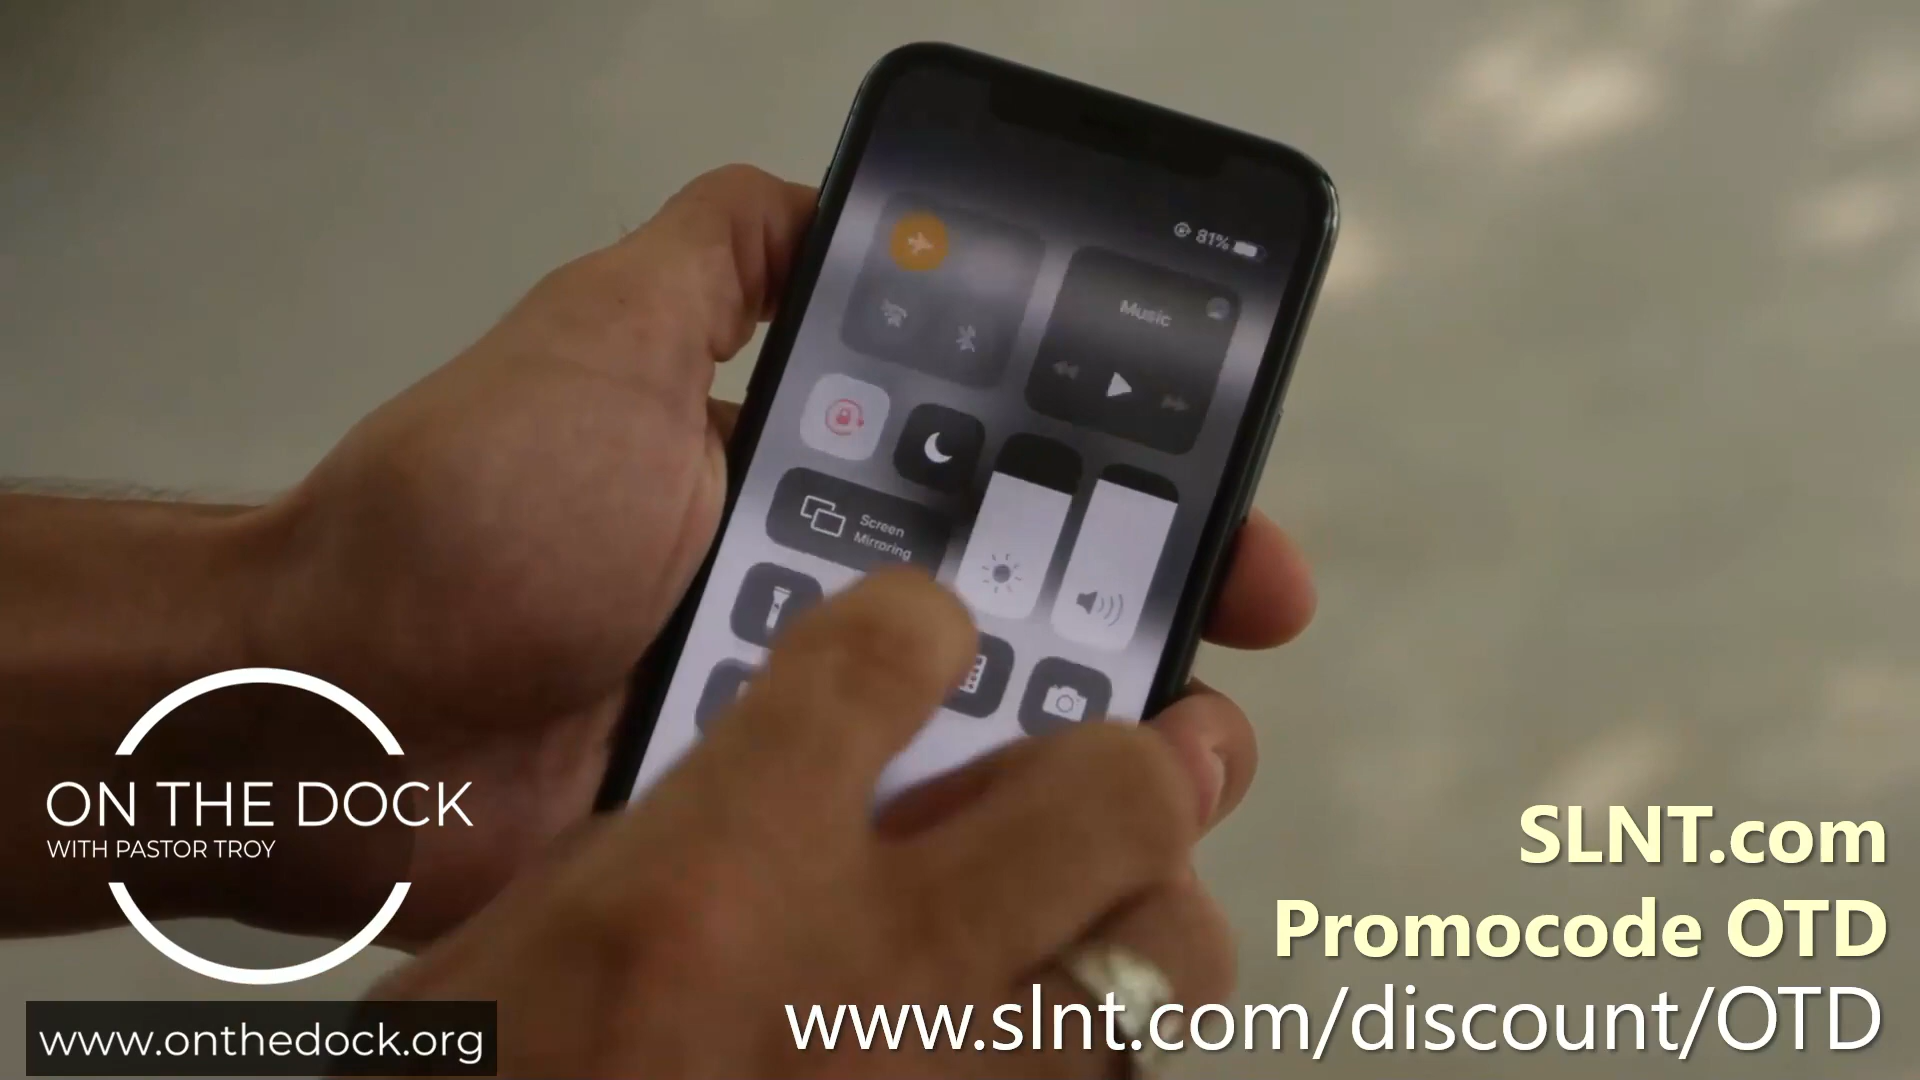 81%
Music
Screen
Mirroring
ON THE DOCK
WITH PASTOR TROY
www.onthedock.org
SLNT.com
Promocode OTD
www.slnt.com/discount/OTD